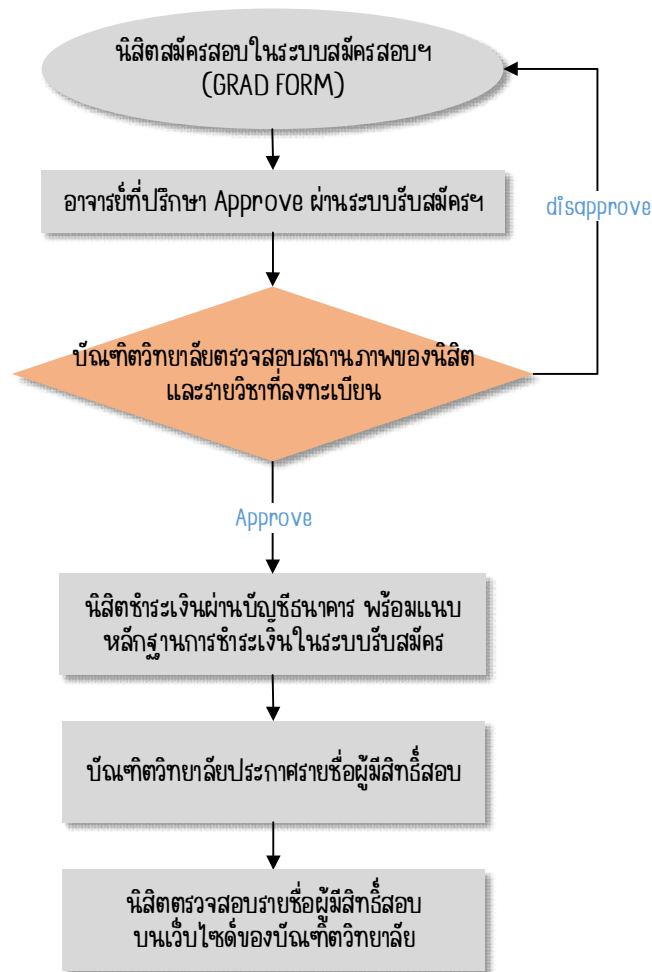 นิสิตสมัครสอบในระบบสมัครสอบฯ
(GRAD FORM)
อาจารย์ที่ปรึกษา Approve ผ่านระบบรับสมัครฯ
disapprove
บัณฑิตวิทยาลัยตรวจสอบสถานภาพของนิสิต
และรายวิชาที่ลงทะเบียน
Approve
นิสิตชำระเงินผ่านบัญชีธนาคาร พร้อมแนบ
หลักฐานการชำระเงินในระบบรับสมัคร
บัณฑิตวิทยาลัยประกาศรายชื่อผู้มีสิทธิ์สอบ
นิสิตตรวจสอบรายชื่อผู้มีสิทธิ์สอบ
บนเว็บไซด์ของบัณฑิตวิทยาลัย